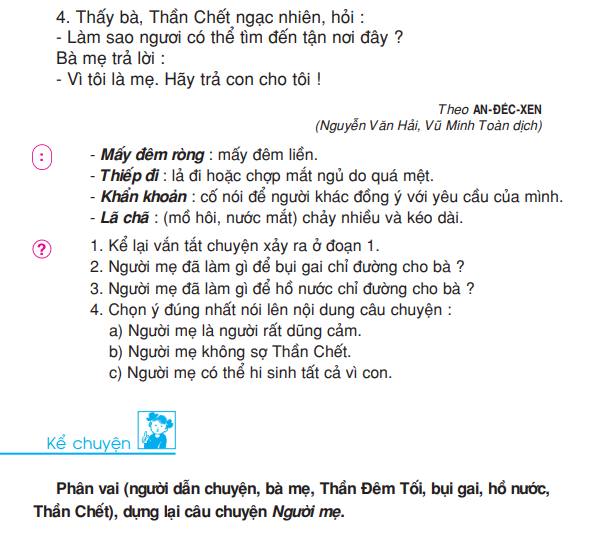 4. Thấy bà, Thần Chết ngạc nhiên, hỏi :
- Làm sao ngươi có thể tìm đến tận nơi đây ?
Bà mẹ trả lời :
- Vì tôi là mẹ. Hãy trả con cho tôi !
Theo AN-ĐÉC-XEN
(Nguyễn Văn Hải, Vũ Minh Toàn dịch)
:
- Mấy đêm ròng : mấy đêm liền.
- Thiếp đi : lả đi hoặc chợp mắt ngủ do quá mệt.
- Khẩn khoản : cố nói để người khác đồng ý với yêu cầu của mình.
- Lã chã : (mồ hôi, nước mắt) chảy nhiều và kéo dài.
?
1. Kể lại vắn tắt chuyện xảy ra ở đoạn 1.
2. Người mẹ đã làm gì để bụi gai chỉ đường cho bà ?
3. Người mẹ đã làm gì để hồ nước chỉ đường cho bà ?
4. Chọn ý đúng nhất nói lên nội dung câu chuyện :
a) Người mẹ là người rất dũng cảm.
b) Người mẹ không sợ Thần Chết.
c) Người mẹ có thể hi sinh tất cả vì con.
Kể chuyện
Phân vai (người dẫn chuyện, bà mẹ, Thần Đêm Tối, bụi gai, hồ nước,
Thần Chết), dựng lại câu chuyện Người mẹ.